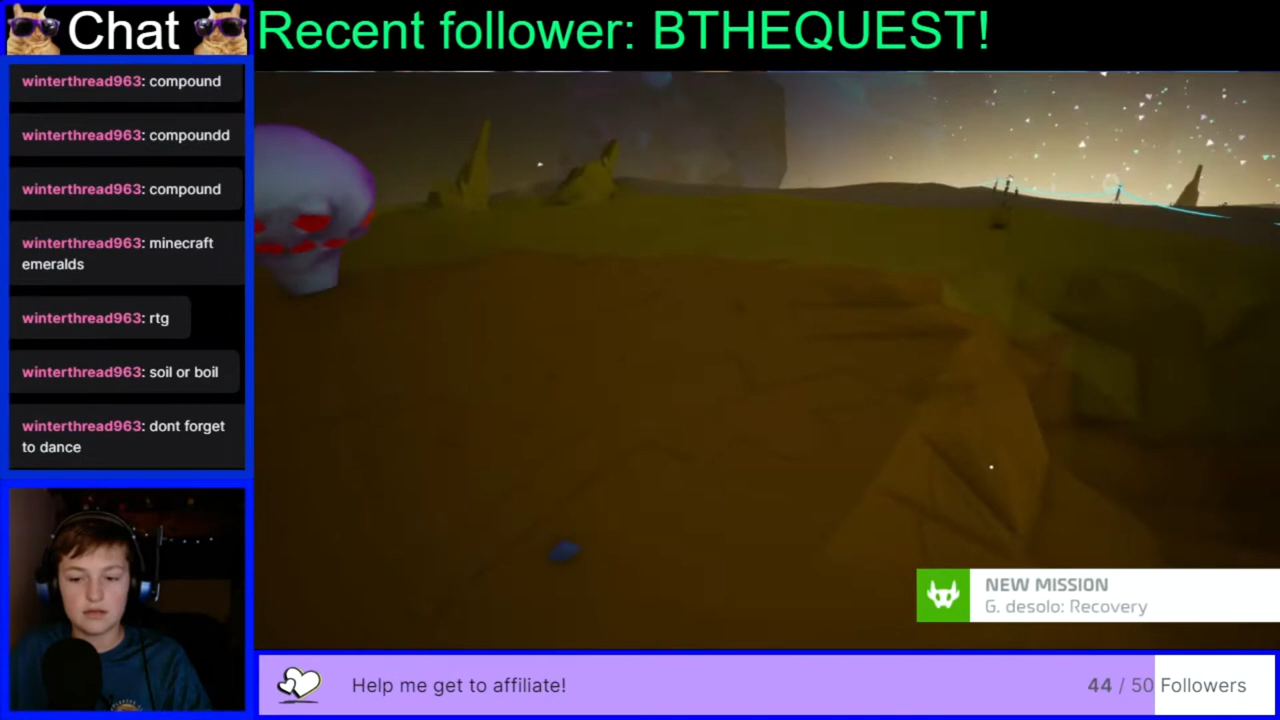 Chat
Recent follower: BTHEQUEST!
winterthread963: compound
winterthread963: compoundd
winterthread963: compound
winterthread963: minecraft
emeralds
winterthread963: rtg
winterthread963: soil or boil
winterthread963: dont forget
to dance
NEW MISSION
G. desolo: Recovery
Help me get to affiliate!
44 / 50 Followers